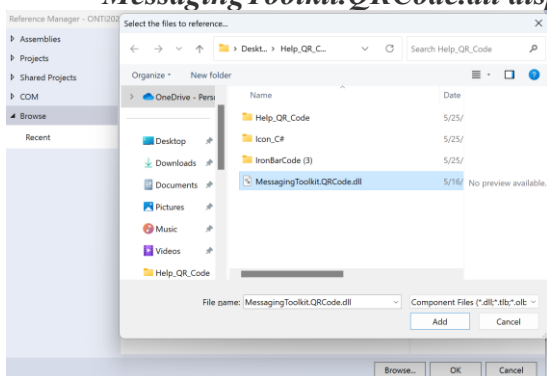 MessagingToolkit.QRCode.dll disp
Reference Manager - ONTI202
Select the files to reference...
Assemblies
Projects
Shared Projects
COM
Browse
Recent
Deskt... > Help_QR_C...
Search Help_QR_Code
Organize
New folder
OneDrive - Perso
Desktop
Downloads
Documents
Pictures
Music
Videos
Help_QR_Code
Name
Date
Help_QR_Code
5/25/
Icon_C#
5/25/
IronBarCode (3)
5/25/
MessagingToolkit.QRCode.dll
5/16/
No preview available.
File name:
MessagingToolkit.QRCode.dll
Component Files (*.dll;*.tlb;*.olb
Add
Cancel
Browse...
OK
Cancel